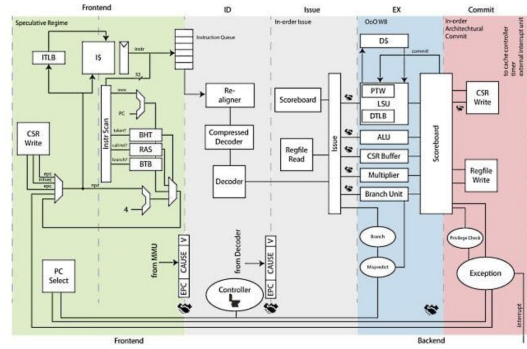 Frontend
ID
Issue
EX
Commit
Speculative Regime
In-order Issue
OoO WB
In-order
Architechtural
Commit
to cache controller
timer
external interrupt unit
ITLB
I$
instr
Instruction Queue
D$
commit
32
PC
Instr Scan
taken?
BHT
RAS
BTB
Re-
aligner
Compressed
Decoder
Decoder
Scoreboard
Regfile
Read
Issue
PTW
LSU
DTLB
ALU
CSR Buffer
Multiplier
Branch Unit
Scoreboard
CSR
Write
Regfile
Write
CSR
Write
epc
epc
npc
4
from MMU
EPC CAUSE V
from Decoder
EPC CAUSE V
Branch
Mispredict
Privilege Check
Exception
PC
Select
Controller
interrupt
Frontend
Backend